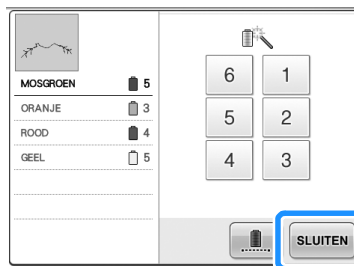 MOSGROEN 5
ORANJE 3
ROOD 4
GEEL 5
6 1
5 2
4 3
SLUITEN